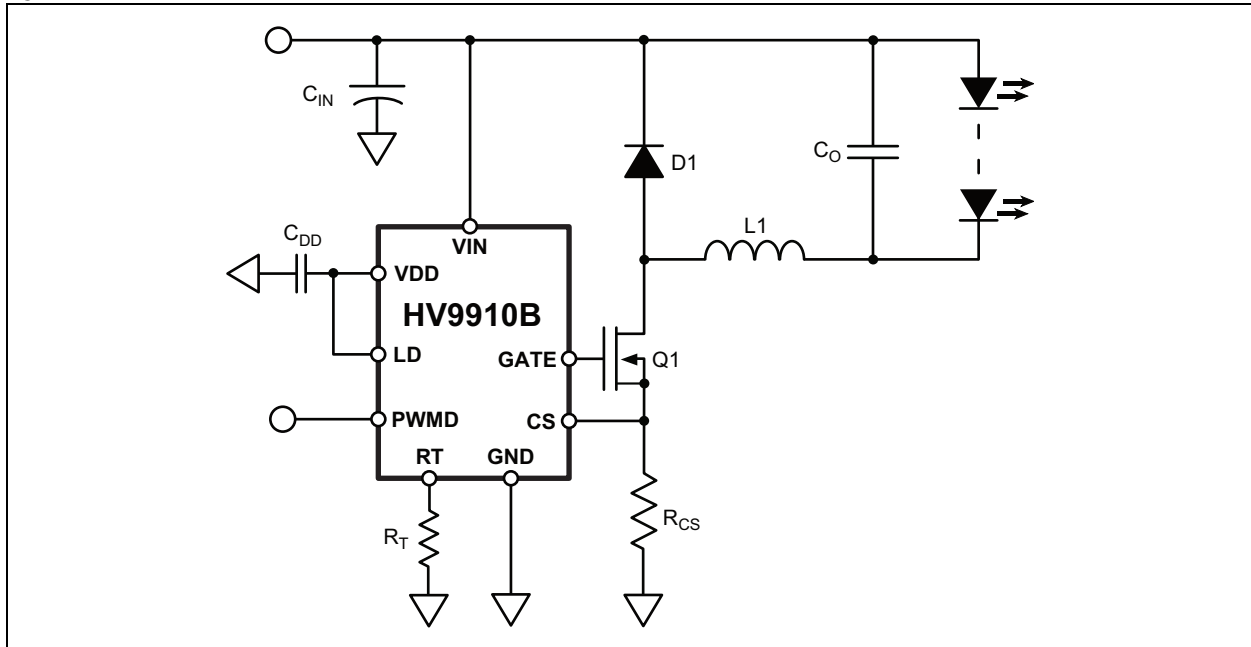 C_IN
D1
C_O
L1
C_DD
VIN
VDD
HV9910B
LD
GATE
Q1
PWMD
CS
RT
GND
R_T
R_CS